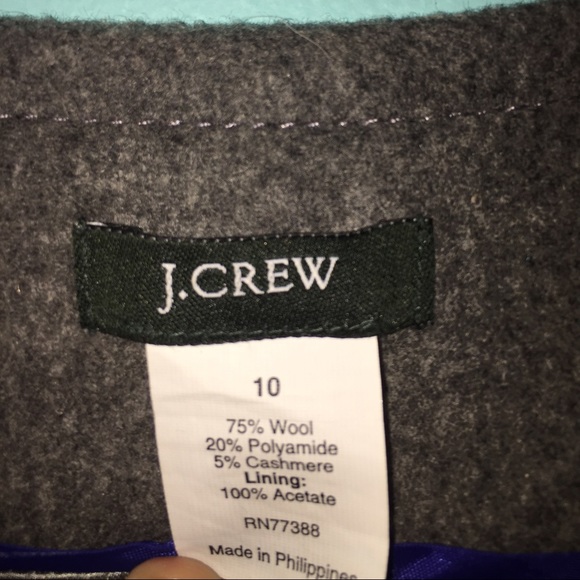 J.CREW
10
75% Wool
20% Polyamide
5% Cashmere
Lining:
100% Acetate
RN77388
Made in Philippines